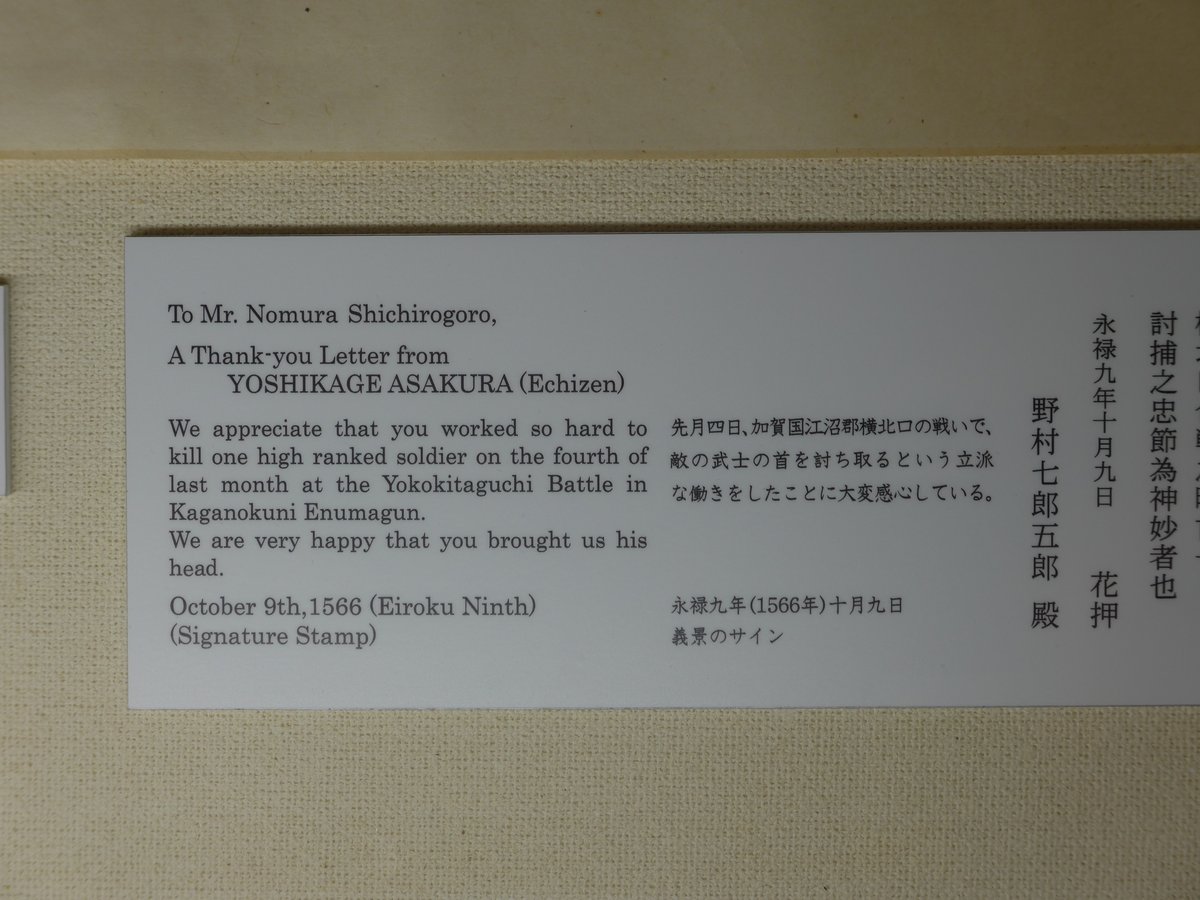 To Mr. Nomura Shichirogoro,
A Thank-you Letter from
YOSHIKAGE ASAKURA (Echizen)
We appreciate that you worked so hard to
kill one high ranked soldier on the fourth of
last month at the Yokokitaguchi Battle in
Kaganokuni Enumagun.
We are very happy that you brought us his
head.
October 9th,1566 (Eiroku Ninth)
(Signature Stamp)
先月四日、加賀国江沼郡横北口の戦いで、
敵の武士の首を討ち取るという立派
な働きをしたことに大変感心している。
永禄九年(1566年)十月九日
義景のサイン
討捕之忠節為神妙者也
永禄九年十月九日 花押
野村七郎五郎 殿